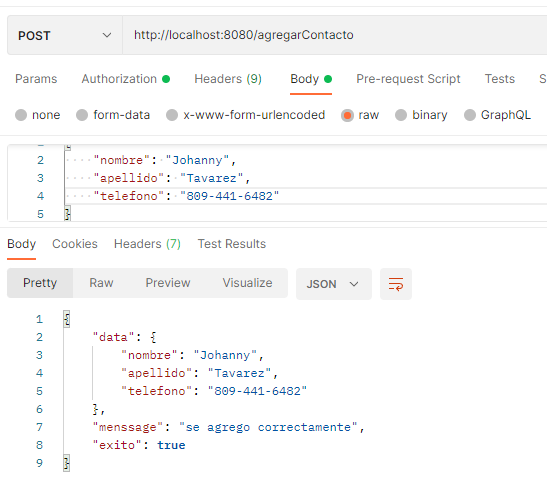 POST http://localhost:8080/agregarContacto
Params Authorization Headers (9) Body Pre-request Script Tests S
none form-data x-www-form-urlencoded raw binary GraphQL
{
2 "nombre": "Johanny",
3 "apellido": "Tavarez",
4 "telefono": "809-441-6482"
5 }
Body Cookies Headers (7) Test Results
Pretty Raw Preview Visualize JSON
1 {
2 "data": {
3 "nombre": "Johanny",
4 "apellido": "Tavarez",
5 "telefono": "809-441-6482"
6 },
7 "menssage": "se agrego correctamente",
8 "exito": true
9 }